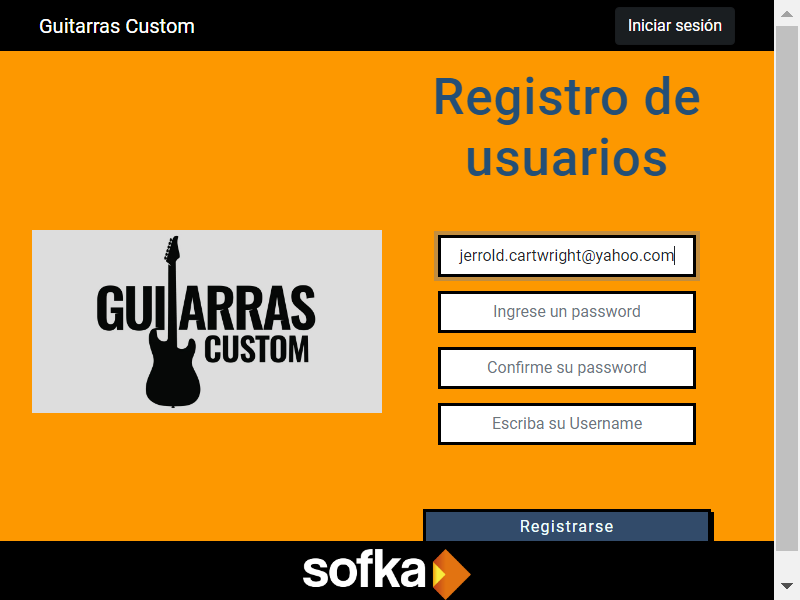 Guitarras Custom
Iniciar sesión
Registro de
usuarios
GUITARRAS
CUSTOM
jerrold.cartwright@yahoo.com
Ingrese un password
Confirme su password
Escriba su Username
Registrarse
sofka